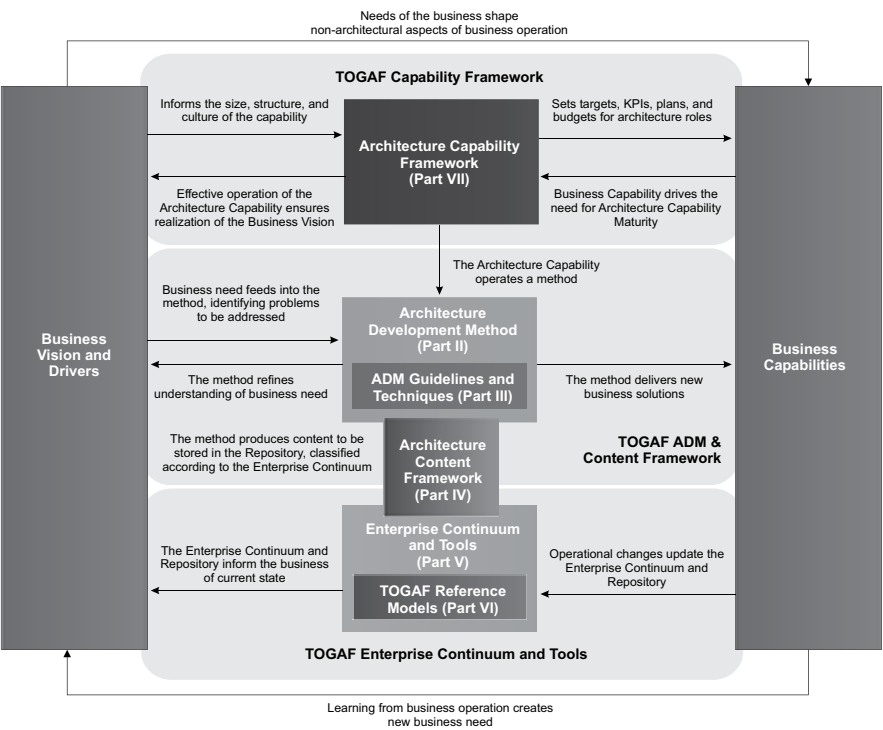 Needs of the business shape
non-architectural aspects of business operation
TOGAF Capability Framework
Informs the size, structure, and
culture of the capability
Architecture Capability
Framework
(Part VII)
Sets targets, KPIs, plans, and
budgets for architecture roles
Effective operation of the
Architecture Capability ensures
realization of the Business Vision
Business Capability drives the
need for Architecture Capability
Maturity
The Architecture Capability
operates a method
Business
Vision and
Drivers
Business need feeds into the
method, identifying problems
to be addressed
Architecture
Development Method
(Part II)
ADM Guidelines and
Techniques (Part III)
Business
Capabilities
The method refines
understanding of business need
The method delivers new
business solutions
The method produces content to be
stored in the Repository, classified
according to the Enterprise Continuum
Architecture
Content
Framework
(Part IV)
TOGAF ADM &
Content Framework
Enterprise Continuum
and Tools
(Part V)
TOGAF Reference
Models (Part VI)
The Enterprise Continuum and
Repository inform the business
of current state
Operational changes update the
Enterprise Continuum and
Repository
TOGAF Enterprise Continuum and Tools
Learning from business operation creates
new business need